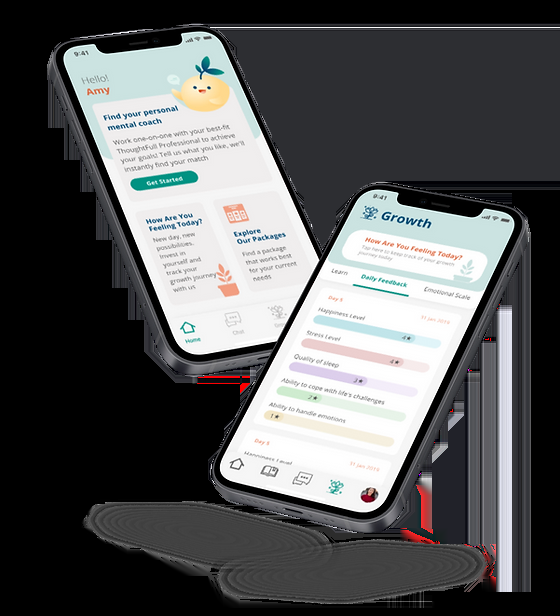 9:41
Hello!
Amy
Find your personal
mental coach
Work one-on-one with your best-fit
ThoughtFull Professional to achieve
your goals! Tell us what you like, we'll
instantly find your match
Get Started
How Are You
Feeling Today?
New day, new
possibilities.
Invest in
yourself and
track your
growth journey
with us
Explore
Our Packages
Find a package
that works best
for your current
needs
Home
Chat
9:41
Growth
How Are You Feeling Today?
Tap here to keep track of your growth
journey today
Learn
Daily Feedback
Emotional Scale
Day 5
31 Jan 2019
Happiness Level
4★
Stress Level
4★
Quality of sleep
3★
Ability to cope with life's challenges
2★
Ability to handle emotions
1★
Day 5
31 Jan 2019
Happiness Level